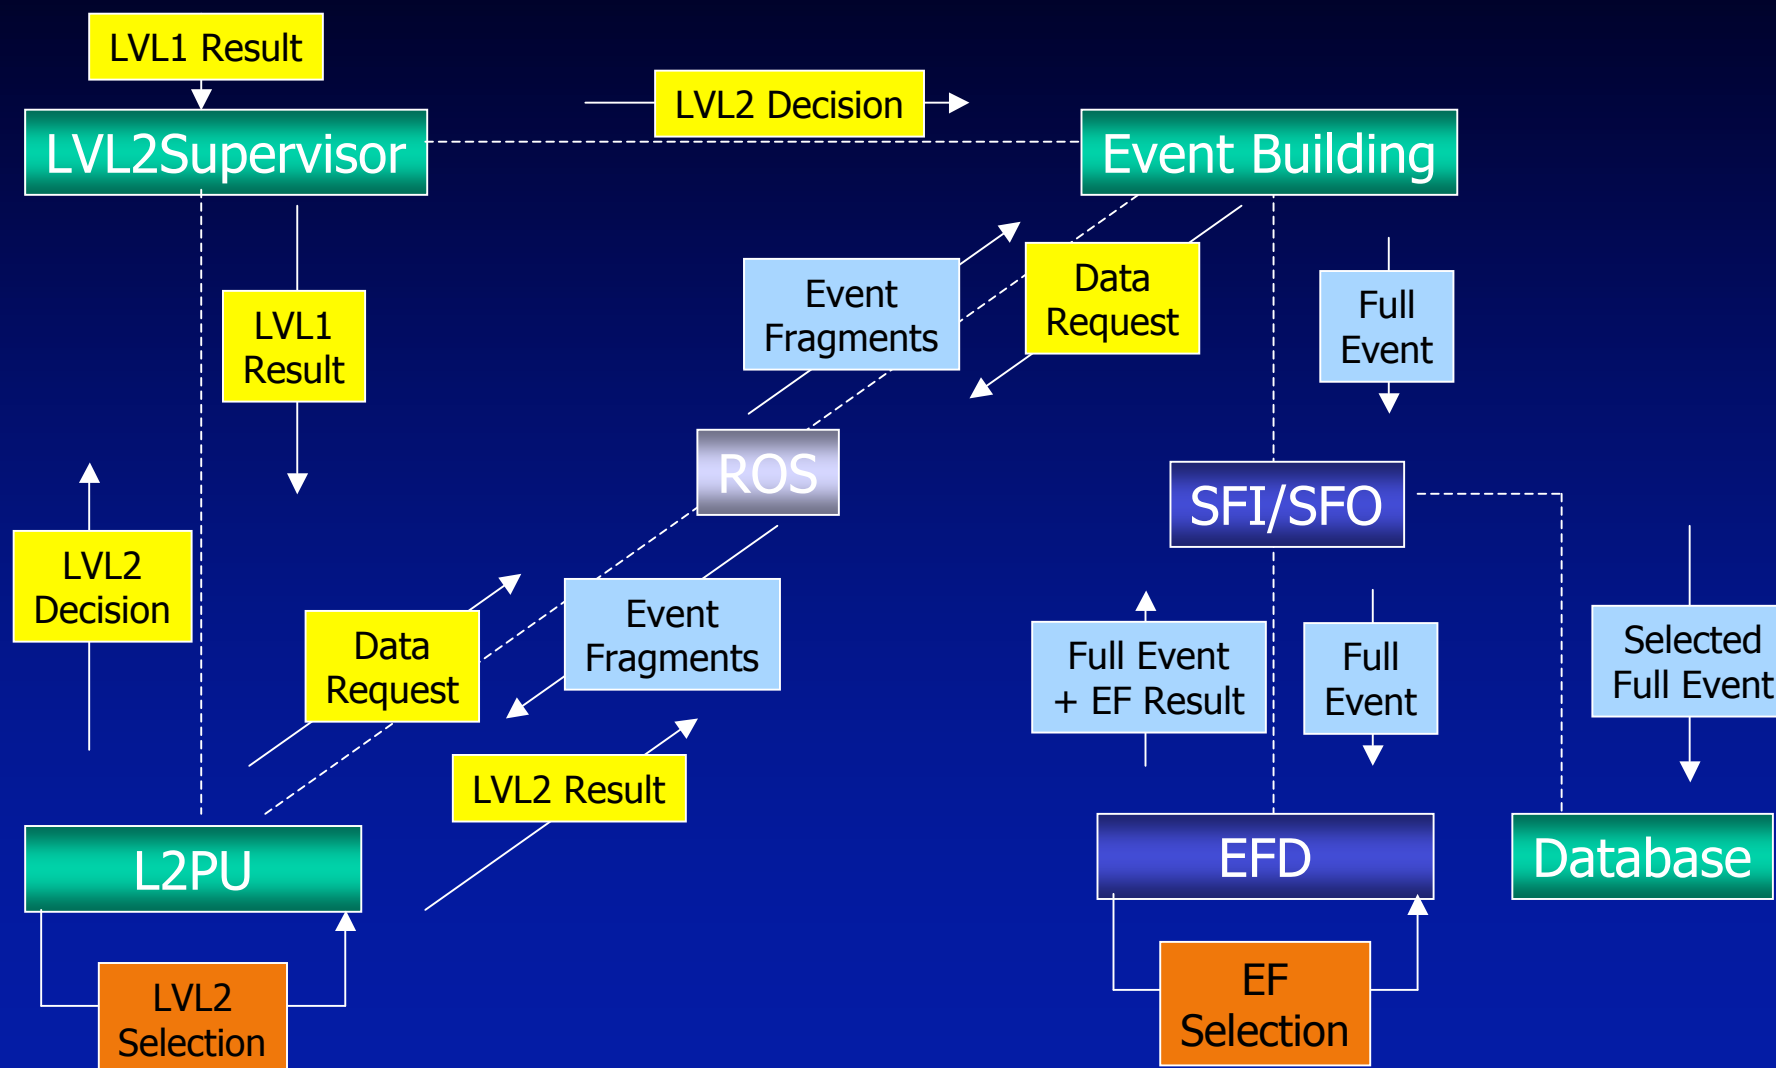 LVL1 Result
LVL2 Decision
LVL2Supervisor
Event Building
LVL1
Result
Event
Fragments
Data
Request
Full
Event
ROS
SFI/SFO
LVL2
Decision
Data
Request
Event
Fragments
LVL2 Result
Full Event
+ EF Result
Full
Event
Selected
Full Event
L2PU
EFD
Database
LVL2
Selection
EF
Selection